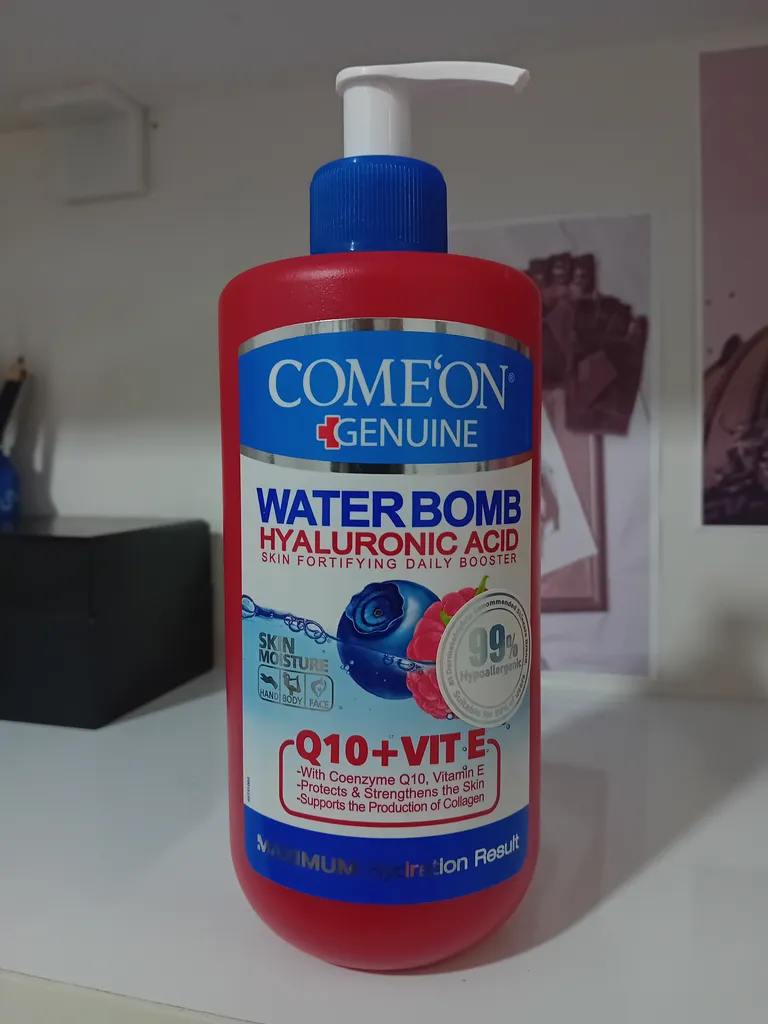 COME'ON®
GENUINE
WATER BOMB
HYALURONIC ACID
SKIN FORTIFYING DAILY BOOSTER
99%
Hypoallergenic
SKIN
MOISTURE
HAND BODY FACE
Q10+VIT E
-With Coenzyme Q10, Vitamin E
-Protects & Strengthens the Skin
-Supports the Production of Collagen
MAXIMUM Hydration Result